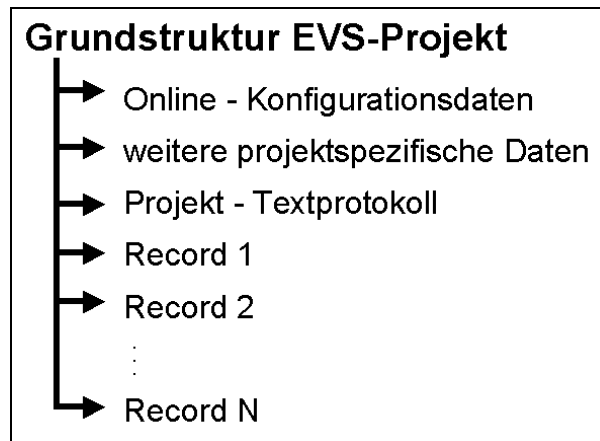 Grundstruktur EVS-Projekt
Online - Konfigurationsdaten
weitere projektspezifische Daten
Projekt - Textprotokoll
Record 1
Record 2
⋮
Record N